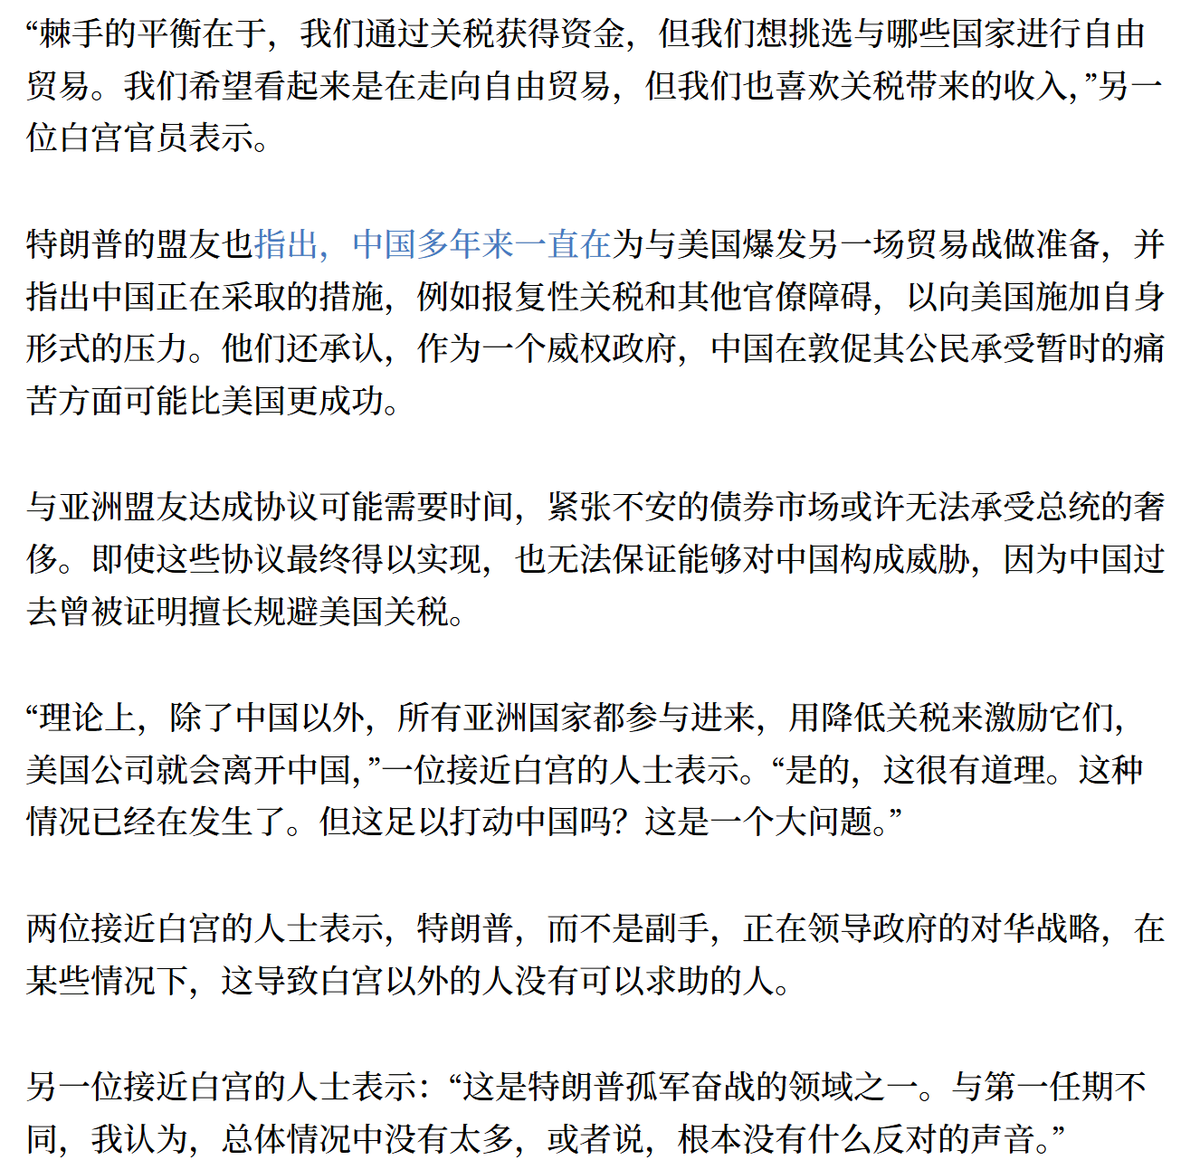 “棘手的平衡在于，我们通过关税获得资金，但我们想挑选与哪些国家进行自由
贸易。我们希望看起来是在走向自由贸易，但我们也喜欢关税带来的收入，”另一
位白宫官员表示。
特朗普的盟友也指出，中国多年来一直在为与美国爆发另一场贸易战做准备，并
指出中国正在采取的措施，例如报复性关税和其他官僚障碍，以向美国施加自身
形式的压力。他们还承认，作为一个威权政府，中国在敦促其公民承受暂时的痛
苦方面可能比美国更成功。
与亚洲盟友达成协议可能需要时间，紧张不安的债券市场或许无法承受总统的奢
侈。即使这些协议最终得以实现，也无法保证能够对中国构成威胁，因为中国过
去曾被证明擅长规避美国关税。
“理论上，除了中国以外，所有亚洲国家都参与进来，用降低关税来激励它们，
美国公司就会离开中国，”一位接近白宫的人士表示。“是的，这很有道理。这种
情况已经在发生了。但这足以打动中国吗？这是一个大问题。”
两位接近白宫的人士表示，特朗普，而不是副手，正在领导政府的对华战略，在
某些情况下，这导致白宫以外的人没有可以求助的人。
另一位接近白宫的人士表示：“这是特朗普孤军奋战的领域之一。与第一任期不
同，我认为，总体情况中没有太多，或者说，根本没有什么反对的声音。”